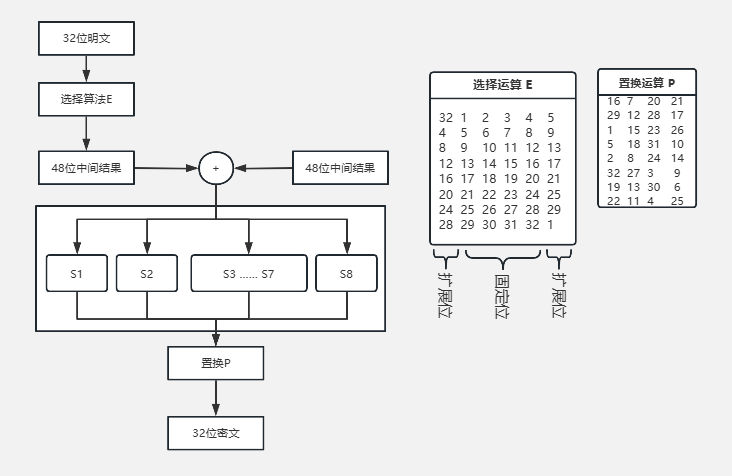 32位明文
选择算法E
48位中间结果
+
48位中间结果
S1
S2
S3 ...... S7
S8
置换P
32位密文
选择运算 E
32 1 2 3 4 5
4 5 6 7 8 9
8 9 10 11 12 13
12 13 14 15 16 17
16 17 18 19 20 21
20 21 22 23 24 25
24 25 26 27 28 29
28 29 30 31 32 1
扩展位
固定位
扩展位
置换运算 P
16 7 20 21
29 12 28 17
1 15 23 26
5 18 31 10
2 8 24 14
32 27 3 9
19 13 30 6
22 11 4 25